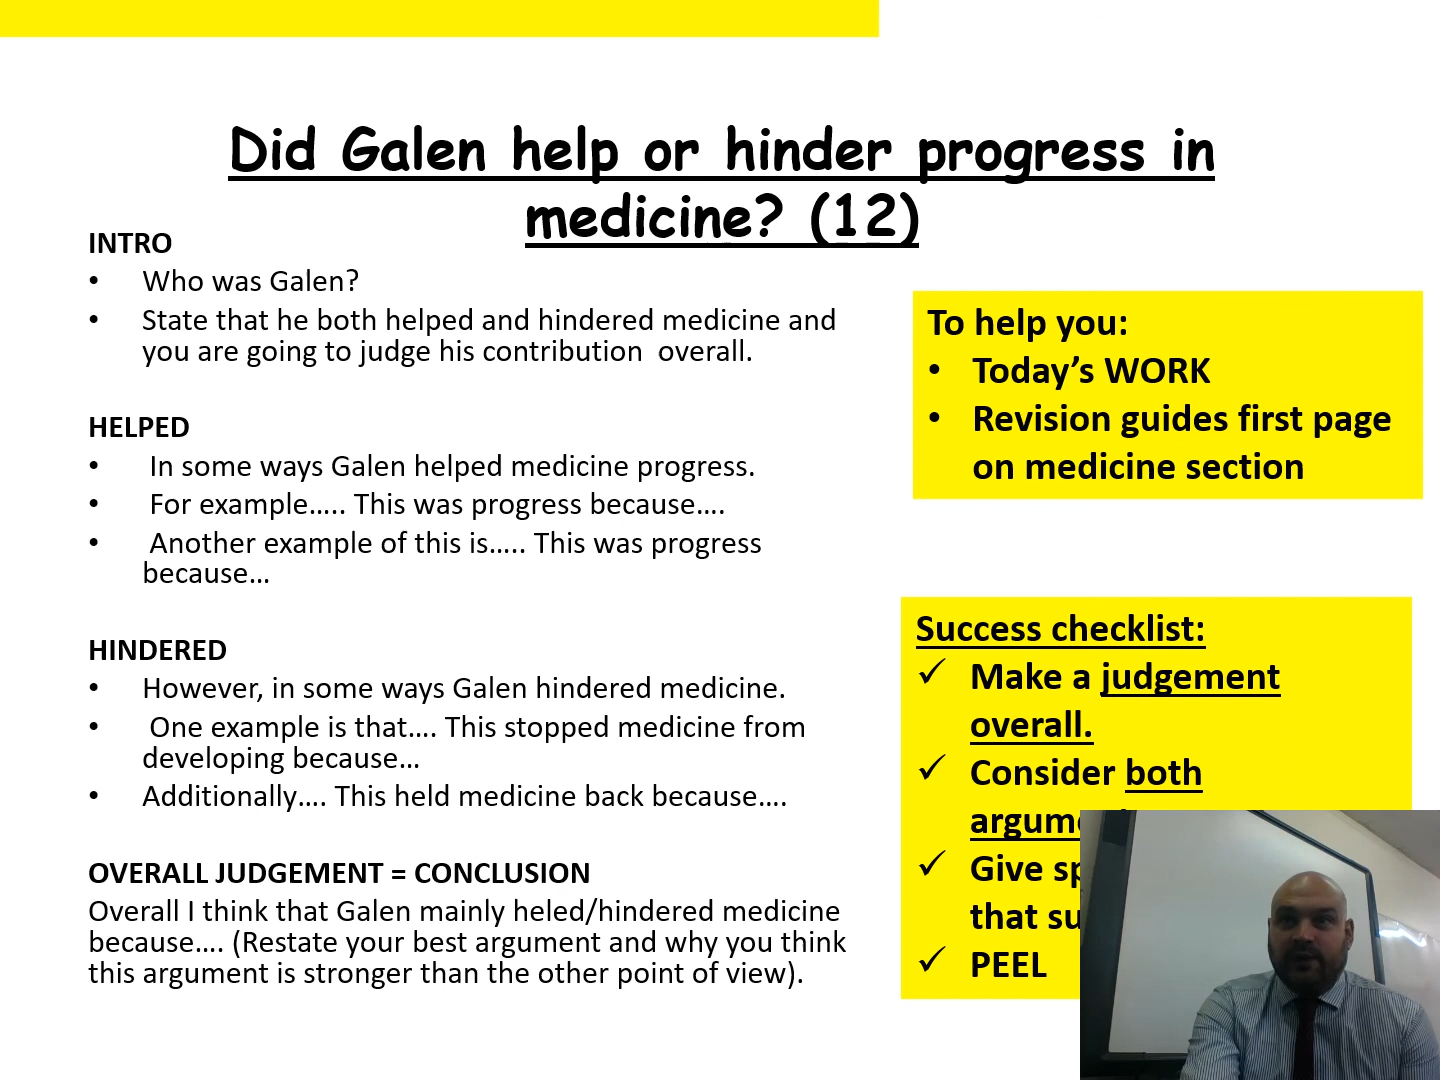 Did Galen help or hinder progress in
medicine? (12)
INTRO
• Who was Galen?
• State that he both helped and hindered medicine and
you are going to judge his contribution overall.
HELPED
• In some ways Galen helped medicine progress.
• For example….. This was progress because….
• Another example of this is….. This was progress
because…
HINDERED
• However, in some ways Galen hindered medicine.
• One example is that…. This stopped medicine from
developing because…
• Additionally…. This held medicine back because….
OVERALL JUDGEMENT = CONCLUSION
Overall I think that Galen mainly heled/hindered medicine
because…. (Restate your best argument and why you think
this argument is stronger than the other point of view).
To help you:
• Today’s WORK
• Revision guides first page
on medicine section
Success checklist:
✓ Make a judgement
overall.
✓ Consider both
✓ Give
that
✓ PEEL